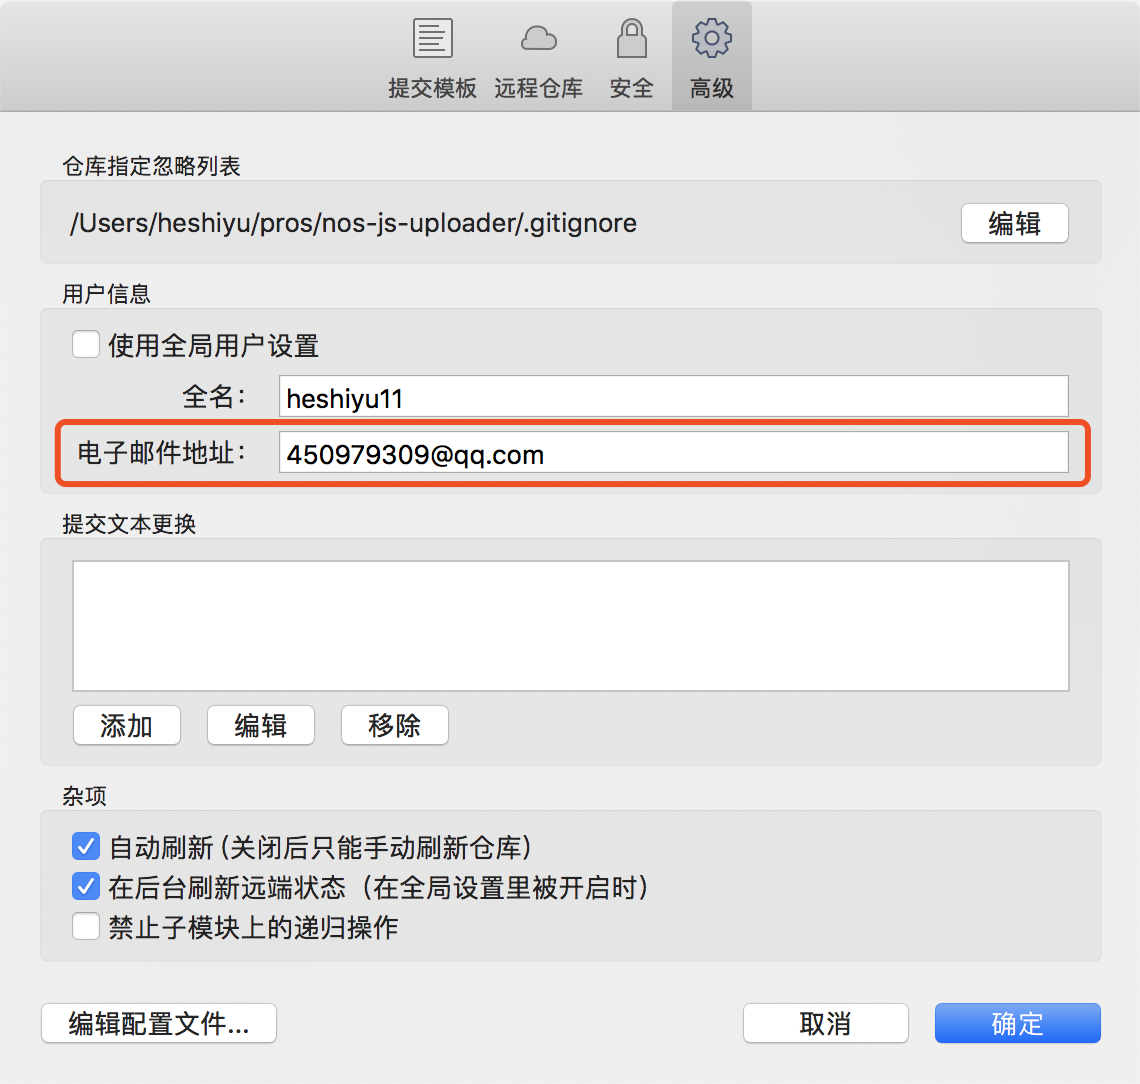 提交模板 远程仓库 安全 高级
仓库指定忽略列表
/Users/heshiyu/pros/nos-js-uploader/.gitignore 编辑
用户信息
使用全局用户设置
全名： heshiyu11
电子邮件地址： 450979309@qq.com
提交文本更换
添加 编辑 移除
杂项
自动刷新 (关闭后只能手动刷新仓库)
在后台刷新远端状态（在全局设置里被开启时）
禁止子模块上的递归操作
编辑配置文件... 取消 确定